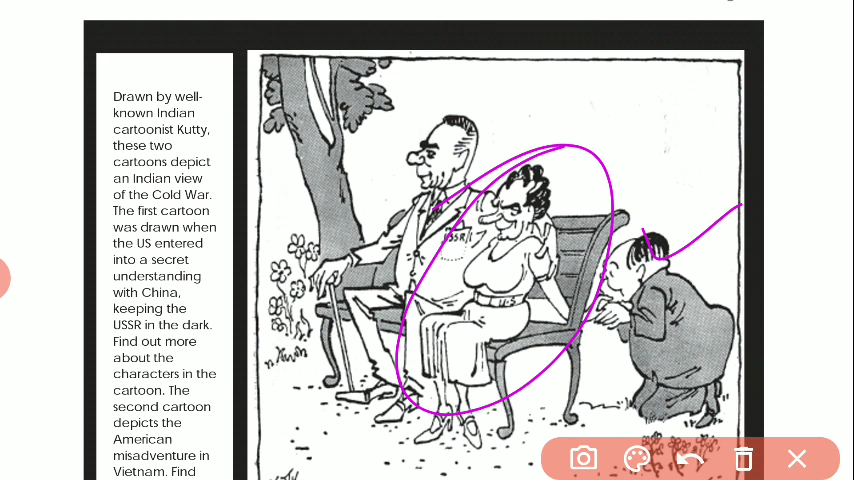 Drawn by well-
known Indian
cartoonist Kutty,
these two
cartoons depict
an Indian view
of the Cold War.
The first cartoon
was drawn when
the US entered
into a secret
understanding
with China,
keeping the
USSR in the dark.
Find out more
about the
characters in the
cartoon. The
second cartoon
depicts the
American
misadventure in
Vietnam. Find
USSR
U·S